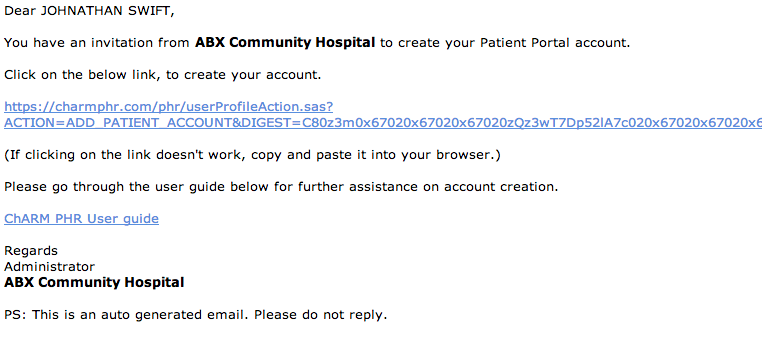 Dear JOHNATHAN SWIFT,
You have an invitation from ABX Community Hospital to create your Patient Portal account.
Click on the below link, to create your account.
https://charmphr.com/phr/userProfileAction.sas?
ACTION=ADD_PATIENT_ACCOUNT&DIGEST=C80z3m0x67020x67020x67020zQz3wT7Dp52lA7c020x67020x67020x6
(If clicking on the link doesn't work, copy and paste it into your browser.)
Please go through the user guide below for further assistance on account creation.
ChARM PHR User guide
Regards
Administrator
ABX Community Hospital
PS: This is an auto generated email. Please do not reply.